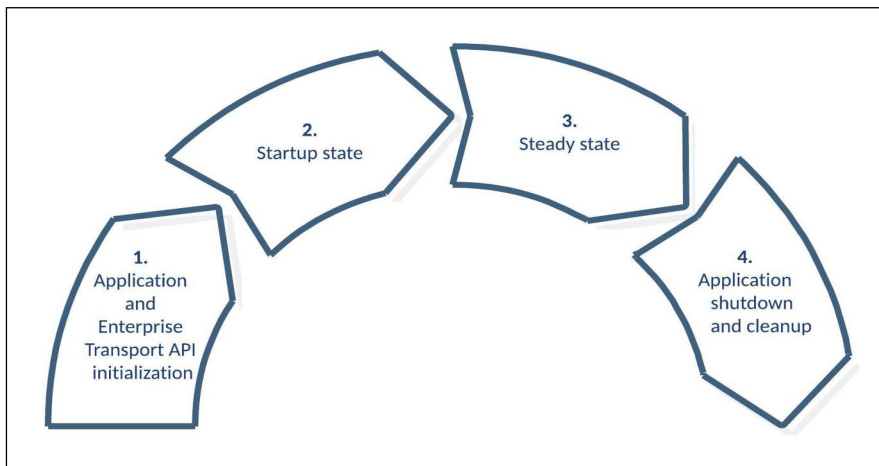 1.
Application
and
Enterprise
Transport API
initialization
2.
Startup state
3.
Steady state
4.
Application
shutdown
and cleanup